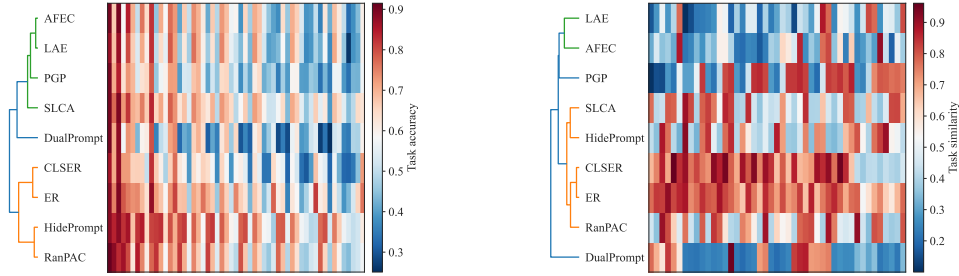 AFEC
LAE
PGP
SLCA
DualPrompt
CLSER
ER
HidePrompt
RanPAC
0.9
0.8
0.7
0.6
0.5
0.4
0.3
Task accuracy
LAE
AFEC
PGP
SLCA
HidePrompt
CLSER
ER
RanPAC
DualPrompt
0.9
0.8
0.7
0.6
0.5
0.4
0.3
0.2
Task similarity